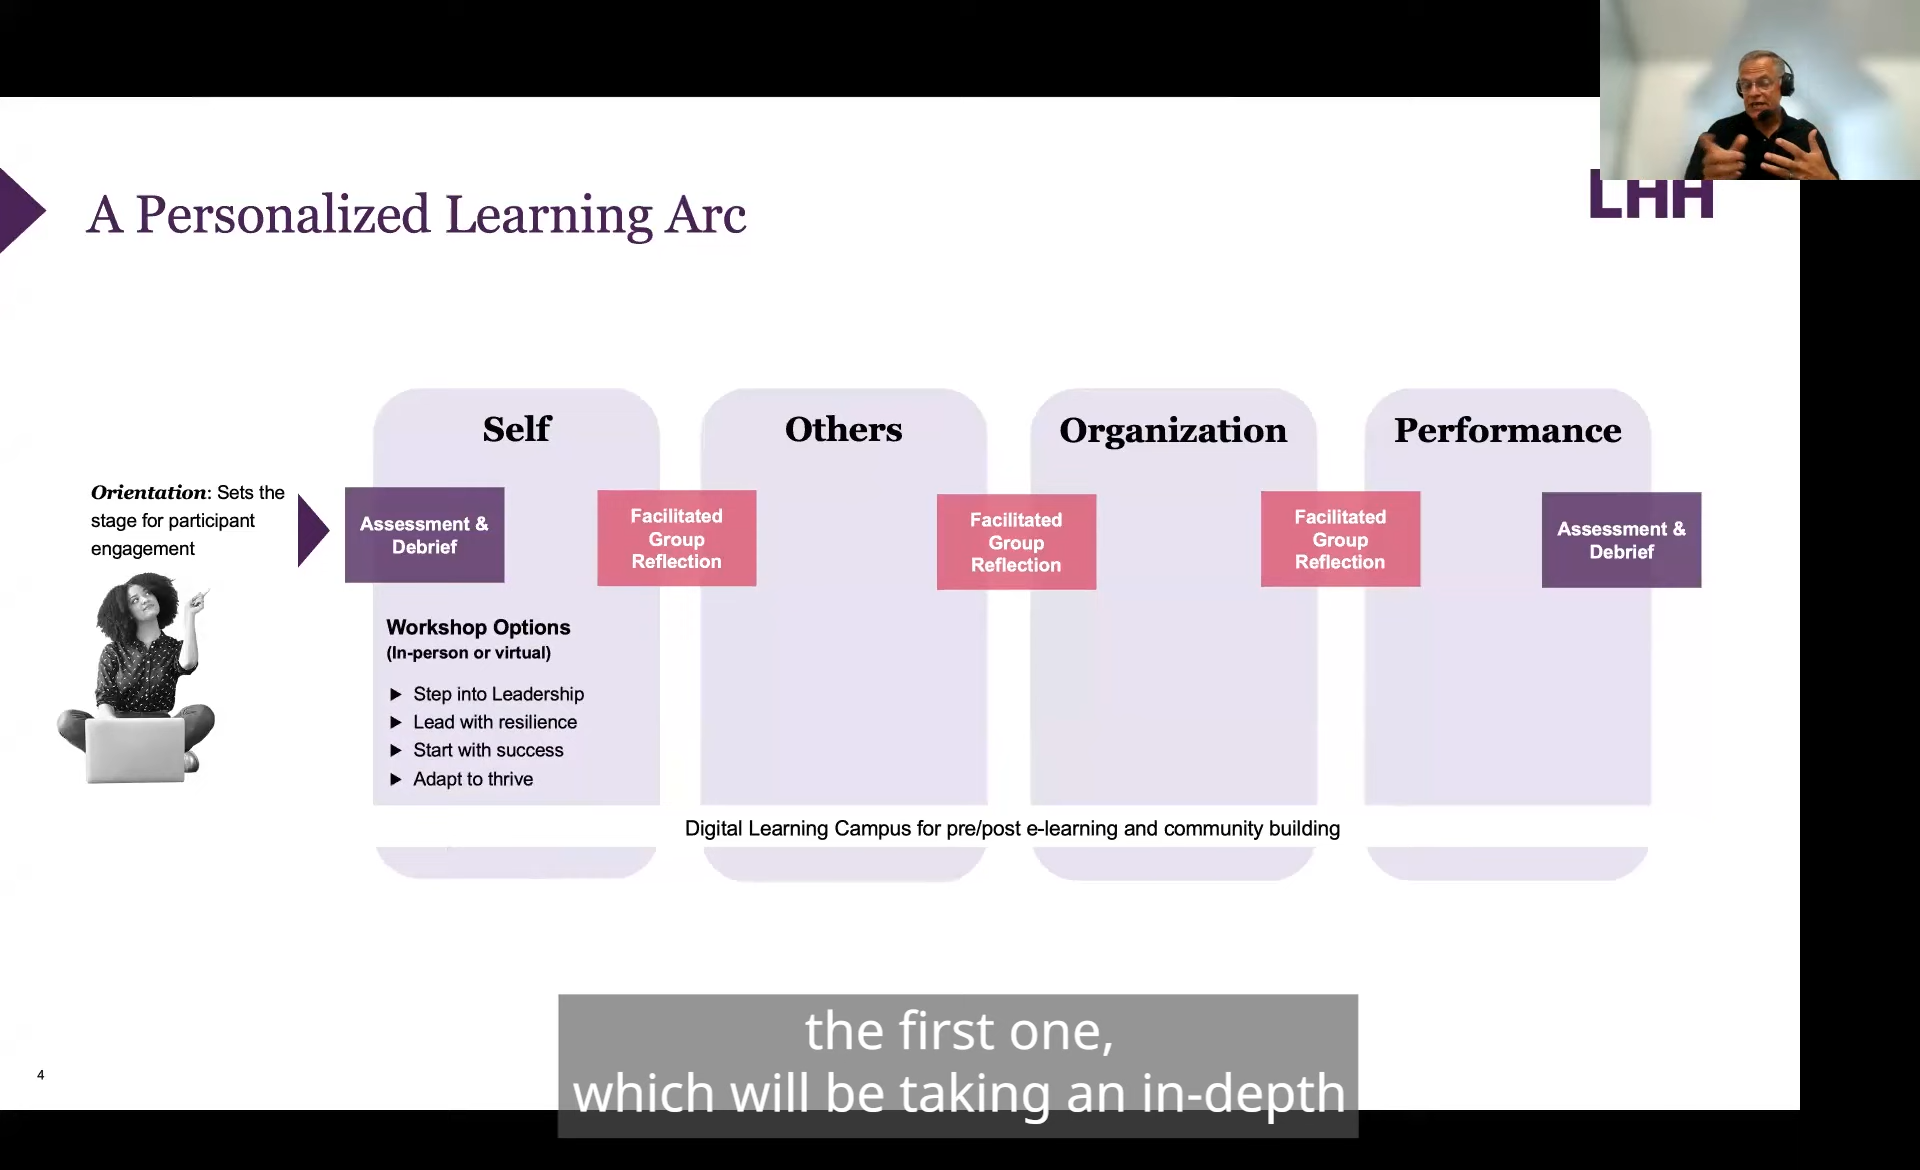 LHH
A Personalized Learning Arc
Self
Others
Organization
Performance
Orientation: Sets the
stage for participant
engagement
Assessment &
Debrief
Facilitated
Group
Reflection
Facilitated
Group
Reflection
Facilitated
Group
Reflection
Assessment &
Debrief
Workshop Options
(In-person or virtual)
Step into Leadership
Lead with resilience
Start with success
Adapt to thrive
Digital Learning Campus for pre/post e-learning and community building
the first one,
which will be taking an in-depth
4